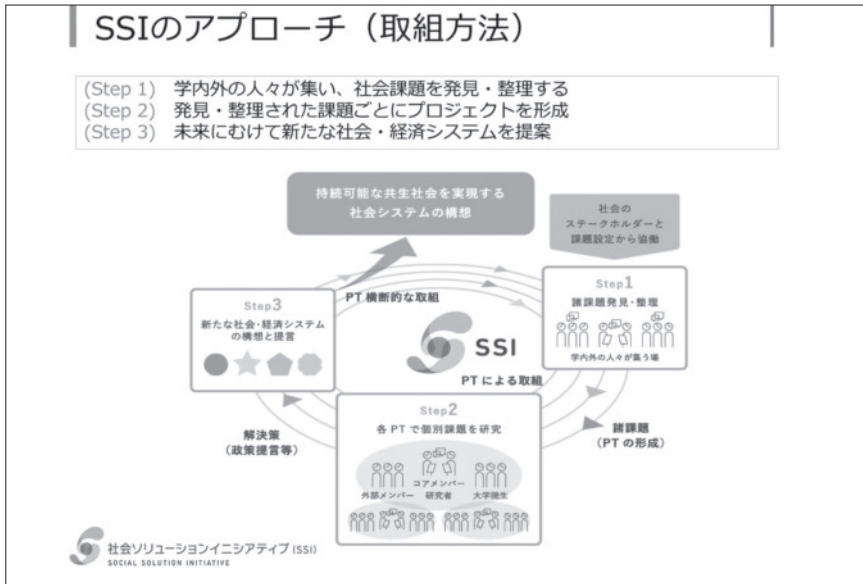 SSIのアプローチ（取組方法）
(Step 1) 学内外の人々が集い、社会課題を発見・整理する
(Step 2) 発見・整理された課題ごとにプロジェクトを形成
(Step 3) 未来にむけて新たな社会・経済システムを提案
持続可能な共生社会を実現する
社会システムの構想
社会の
ステークホルダーと
課題設定から協働
PT 横断的な取組
Step1
諸課題発見・整理
学内外の人々が集う場
Step3
新たな社会・経済システム
の構想と提言
SSI
PT による取組
Step2
各 PT で個別課題を研究
コアメンバー
外部メンバー 研究者 大学院生
解決策
(政策提言等)
諸課題
(PT の形成)
社会ソリューションイニシアティブ (SSI)
SOCIAL SOLUTION INITIATIVE